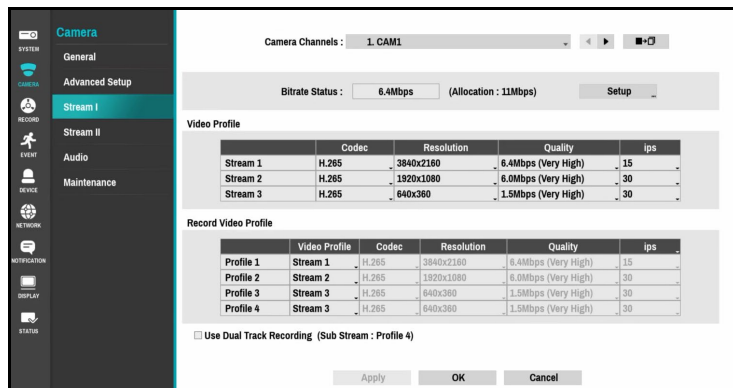 SYSTEM
CAMERA
RECORD
EVENT
DEVICE
NETWORK
NOTIFICATION
DISPLAY
STATUS
Camera
General
Advanced Setup
Stream I
Stream II
Audio
Maintenance
Camera Channels : 1. CAM1
Bitrate Status : 6.4Mbps (Allocation : 11Mbps) Setup
Video Profile
Codec Resolution Quality ips
Stream 1 H.265 3840x2160 6.4Mbps (Very High) 15
Stream 2 H.265 1920x1080 6.0Mbps (Very High) 30
Stream 3 H.265 640x360 1.5Mbps (Very High) 30
Record Video Profile
Video Profile Codec Resolution Quality ips
Profile 1 Stream 1 H.265 3840x2160 6.4Mbps (Very High) 15
Profile 2 Stream 2 H.265 1920x1080 6.0Mbps (Very High) 30
Profile 3 Stream 3 H.265 640x360 1.5Mbps (Very High) 30
Profile 4 Stream 3 H.265 640x360 1.5Mbps (Very High) 30
Use Dual Track Recording (Sub Stream : Profile 4)
Apply OK Cancel